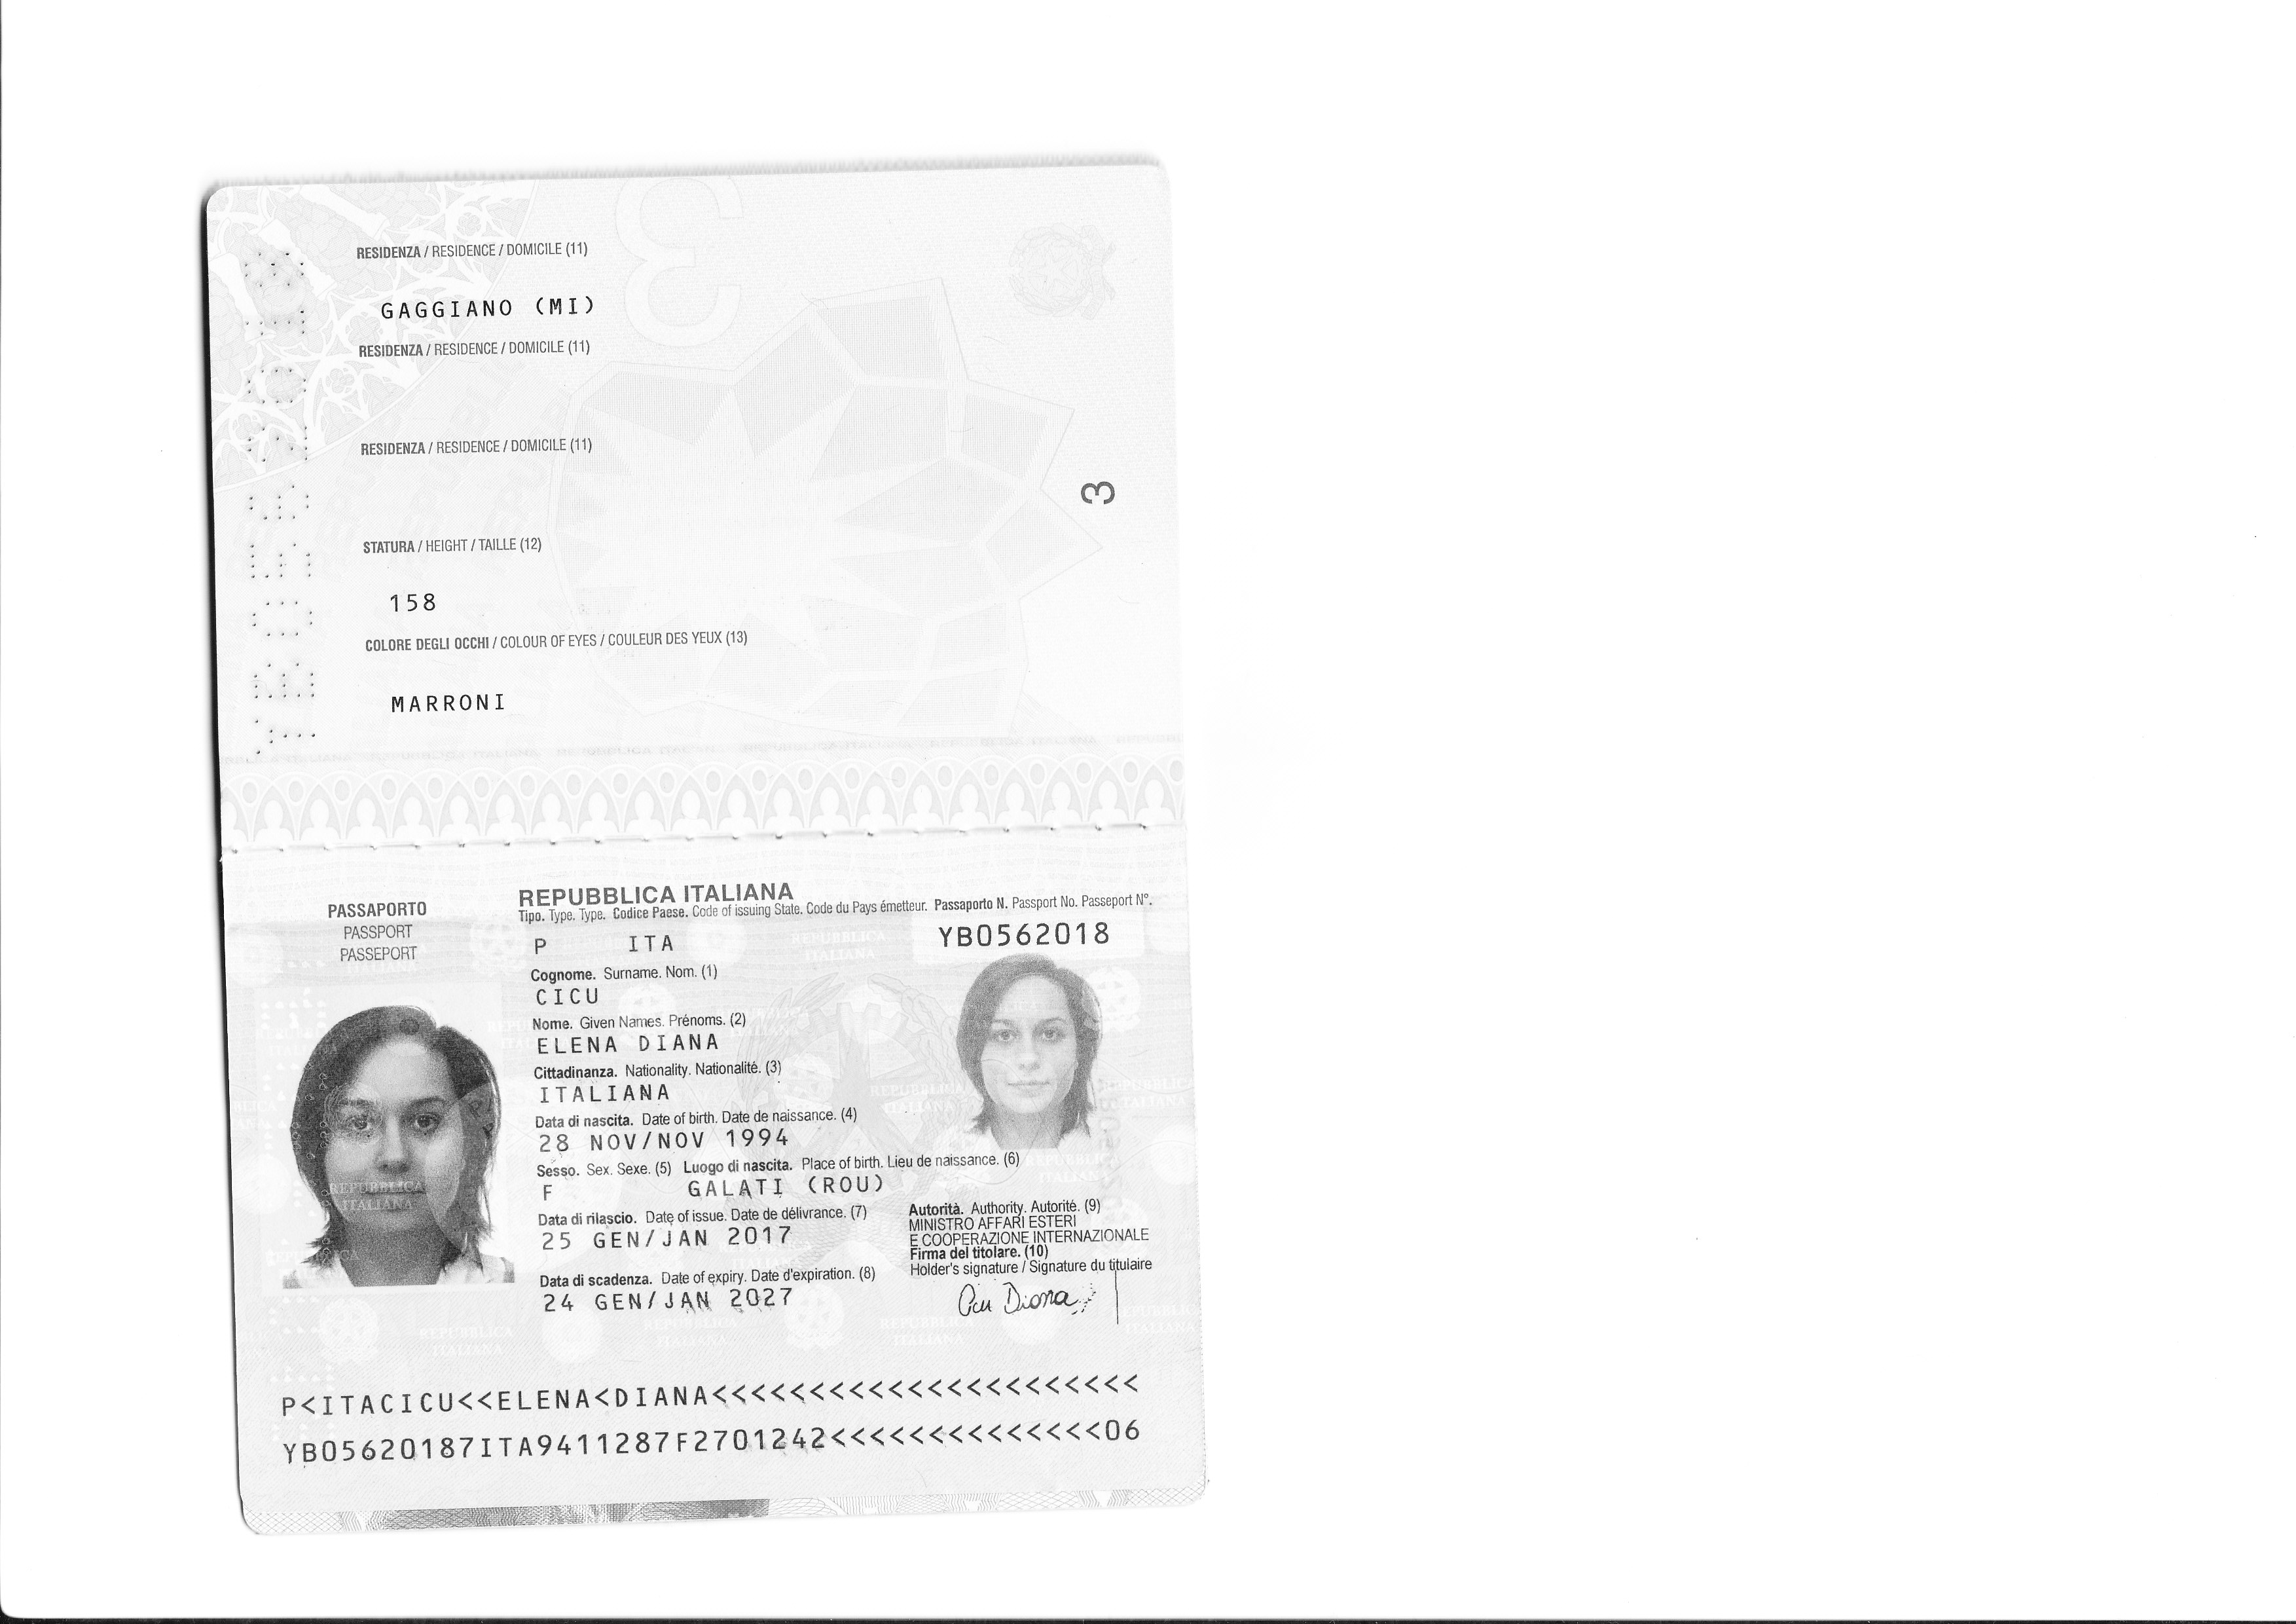 RESIDENZA / RESIDENCE / DOMICILE (11)
GAGGIANO (MI)
RESIDENZA / RESIDENCE / DOMICILE (11)
RESIDENZA / RESIDENCE / DOMICILE (11)
3
STATURA / HEIGHT / TAILLE (12)
158
COLORE DEGLI OCCHI / COLOUR OF EYES / COULEUR DES YEUX (13)
MARRONI
3
PASSAPORTO
PASSPORT
PASSEPORT
REPUBBLICA ITALIANA
Tipo. Type. Type. Codice Paese. Code of issuing State. Code du Pays émetteur. Passaporto N. Passport No. Passeport N°.
P ITA YB0562018
Cognome. Surname. Nom. (1)
CICU
Nome. Given Names. Prénoms. (2)
ELENA DIANA
Cittadinanza. Nationality. Nationalité. (3)
ITALIANA
Data di nascita. Date of birth. Date de naissance. (4)
28 NOV/NOV 1994
Sesso. Sex. Sexe. (5) Luogo di nascita. Place of birth. Lieu de naissance. (6)
F GALATI (ROU)
Data di rilascio. Date of issue. Date de délivrance. (7)
25 GEN/JAN 2017
Data di scadenza. Date of expiry. Date d'expiration. (8)
24 GEN/JAN 2027
Autorità. Authority. Autorité. (9)
MINISTRO AFFARI ESTERI
E COOPERAZIONE INTERNAZIONALE
Firma del titolare. (10)
Holder's signature / Signature du titulaire
Diana
P<ITACICU<<ELENA<DIANA<<<<<<<<<<<<<<<<<<<<<<
YB05620187ITA9411287F2701242<<<<<<<<<<<<<<06